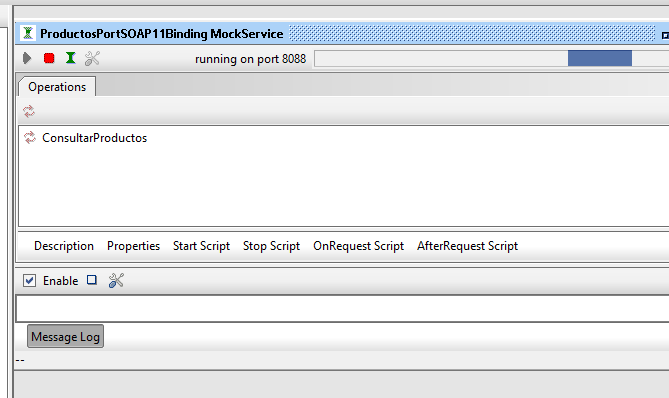 ProductosPortSOAP11Binding MockService
running on port 8088
Operations
ConsultarProductos
Description Properties Start Script Stop Script OnRequest Script AfterRequest Script
Enable
Message Log
--